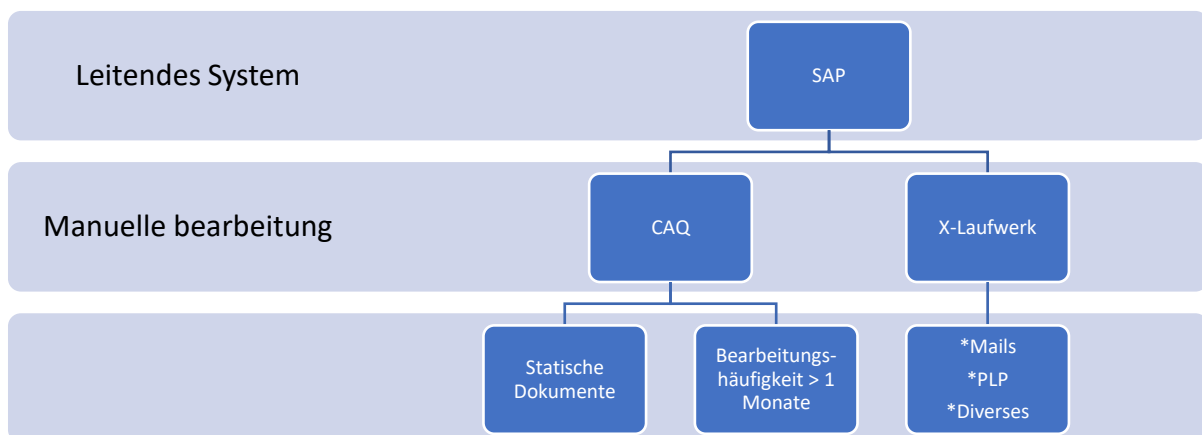 Leitendes System
SAP
Manuelle bearbeitung
CAQ
X-Laufwerk
Statische
Dokumente
Bearbeitungs-
häufigkeit > 1
Monate
*Mails
*PLP
*Diverses